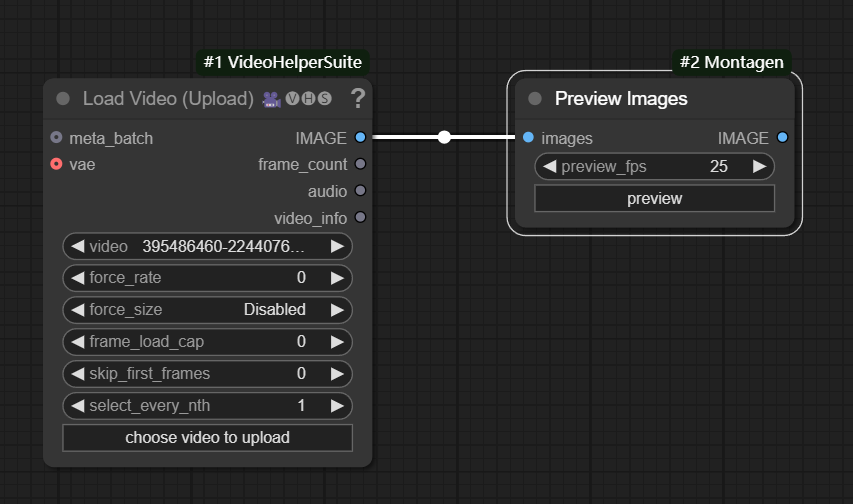 #1 VideoHelperSuite
Load Video (Upload) 🎥🅥🅗🅢 ?
meta_batch IMAGE
vae frame_count
audio
video_info
video 395486460-2244076...
force_rate 0
force_size Disabled
frame_load_cap 0
skip_first_frames 0
select_every_nth 1
choose video to upload
#2 Montagen
Preview Images
images IMAGE
preview_fps 25
preview